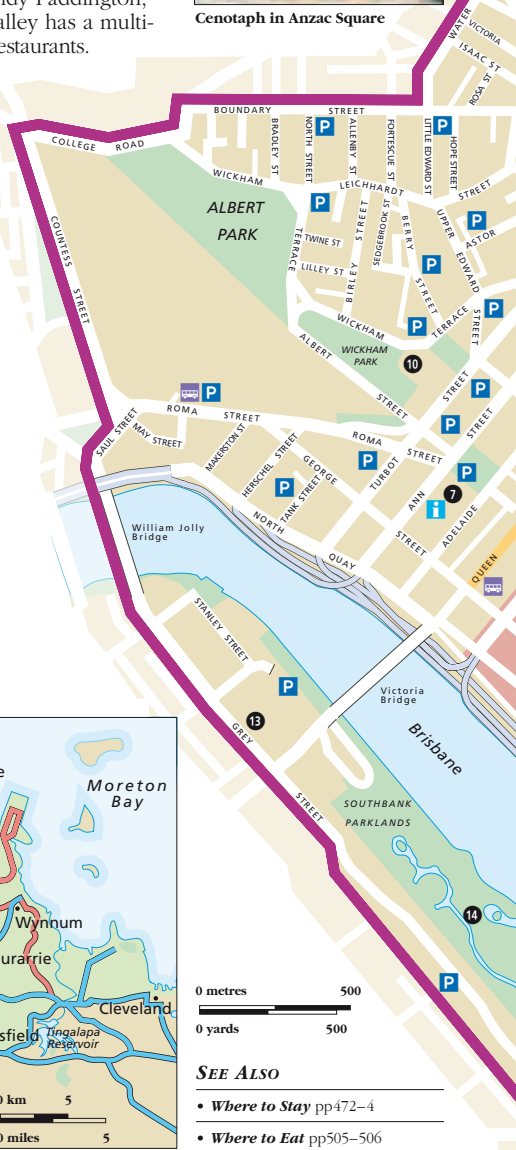 ndy Paddington,
alley has a multi-
estaurants.
Cenotaph in Anzac Square
WATER
VICTORIA
ISAAC ST
ROSA ST
BOUNDARY STREET
COLLEGE ROAD
BRADLEY ST
NORTH STREET
P
ALLENBY ST
FORTESCUE ST
LITTLE EDWARD ST
P
HOPE STREET
WICKHAM
TERRACE
LEICHHARDT
STREET
ALBERT
PARK
P
BIRLEY STREET
SEDGEBROOK ST
BERRY STREET
UPPER EDWARD
STREET
P
ASTOR
TERRACE
TWINE ST
LILLEY ST
P
COUNTESS STREET
P
WICKHAM
P
ALBERT
STREET
WICKHAM
PARK
10
STREET
STREET
P
P
P
ROMA STREET
SAUL STREET
MAY STREET
MAKERSTON ST
HERSCHEL STREET
GEORGE
TANK STREET
P
ROMA STREET
P
TURBOT
P
ANN
7
i
ADELAIDE
STREET
NORTH QUAY
QUEEN
William Jolly
Bridge
STANLEY STREET
P
Victoria
Bridge
Brisbane
13
GREY STREET
SOUTHBANK
PARKLANDS
14
P
Moreton
Bay
e
Wynnum
urarrie
Cleveland
sfield
Tingalapa
Reservoir
0 km 5
0 miles 5
0 metres 500
0 yards 500
SEE ALSO
• Where to Stay pp472–4
• Where to Eat pp505–506